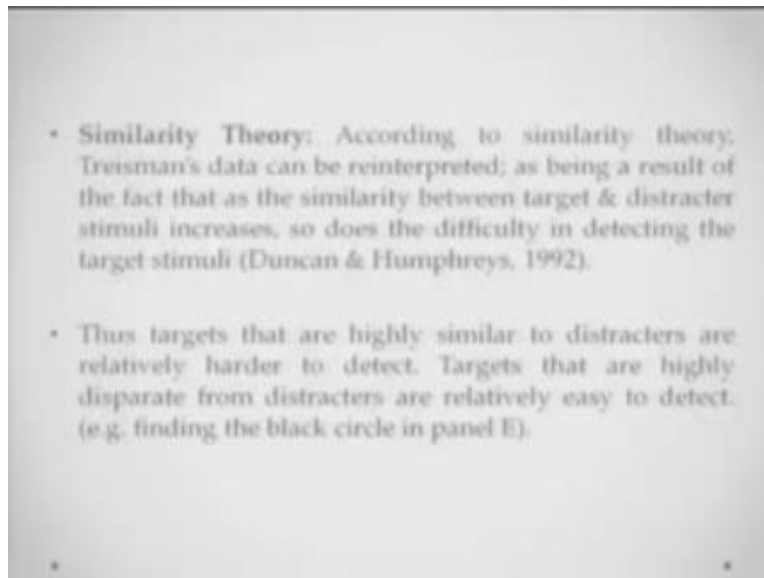 • Similarity Theory: According to similarity theory,
Treisman's data can be reinterpreted; as being a result of
the fact that as the similarity between target & distracter
stimuli increases, so does the difficulty in detecting the
target stimuli (Duncan & Humphreys, 1992).
• Thus targets that are highly similar to distracters are
relatively harder to detect. Targets that are highly
disparate from distracters are relatively easy to detect.
(e.g. finding the black circle in panel E).